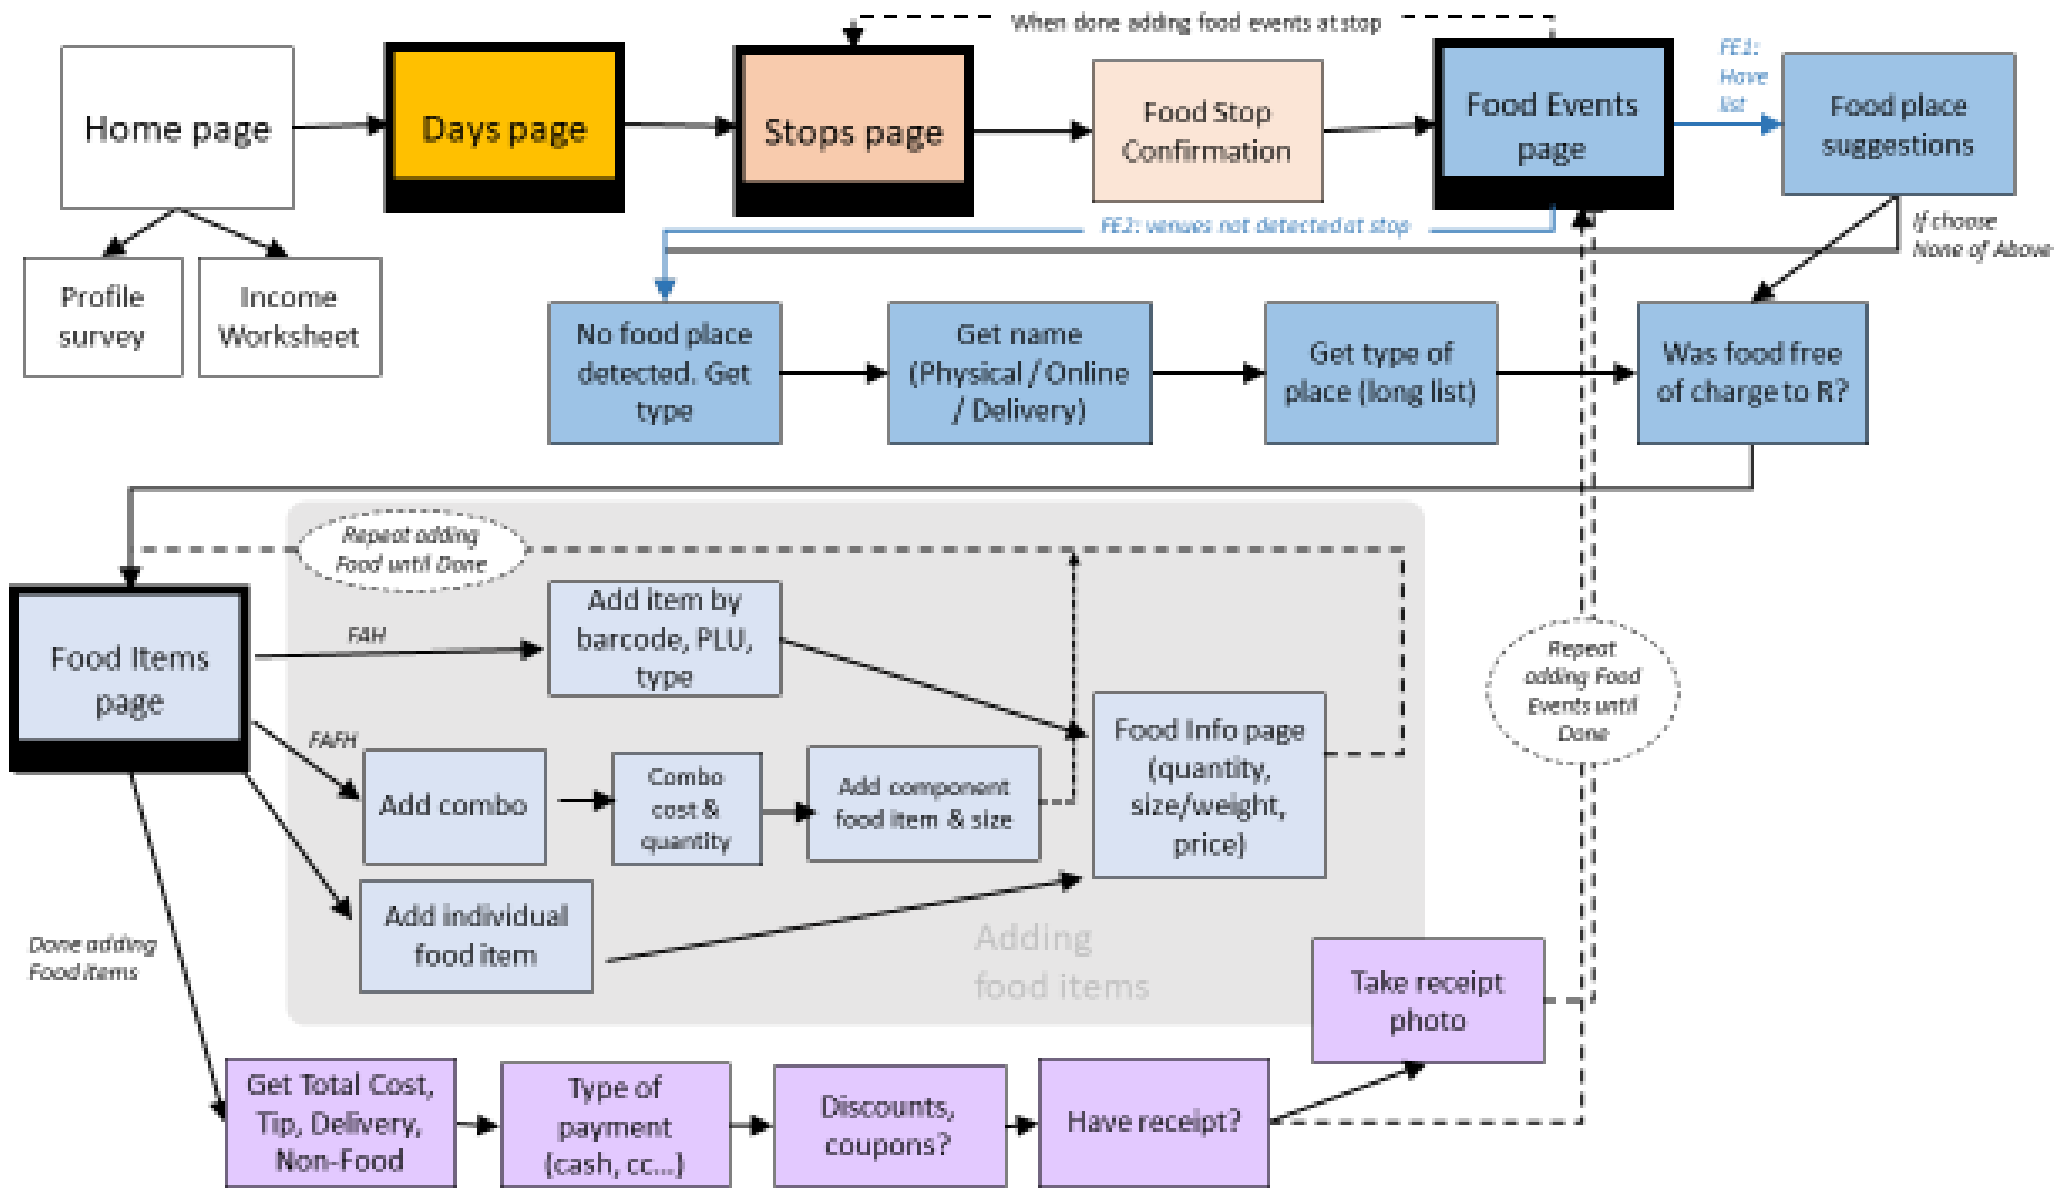 When done adding food events at stop
Home page
Days page
Stops page
Food Stop
Confirmation
Food Events
page
FE1:
Have
list
Food place
suggestions
FE2: venues not detected at stop
If choose
None of Above
Profile
survey
Income
Worksheet
No food place
detected. Get
type
Get name
(Physical / Online
/ Delivery)
Get type of
place (long list)
Was food free
of charge to R?
Repeat adding
Food until Done
Food Items
page
FAH
Add item by
barcode, PLU,
type
FAFH
Add combo
Combo
cost &
quantity
Add component
food item & size
Food Info page
(quantity,
size/weight,
price)
Repeat
adding Food
Events until
Done
Add individual
food item
Adding
food items
Done adding
Food items
Take receipt
photo
Get Total Cost,
Tip, Delivery,
Non-Food
Type of
payment
(cash, cc...)
Discounts,
coupons?
Have receipt?